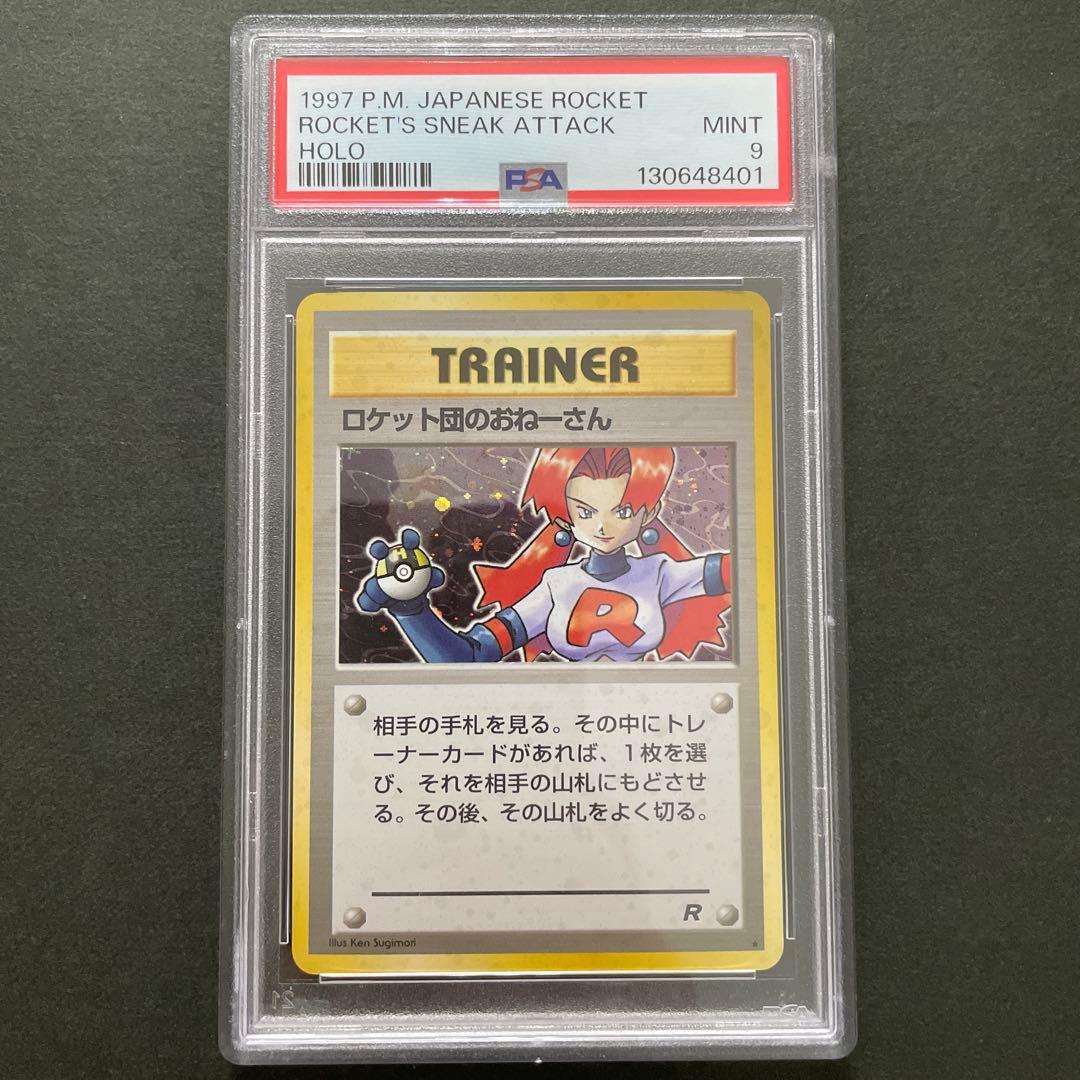 1997 P.M. JAPANESE ROCKET
ROCKET'S SNEAK ATTACK MINT
HOLO 9
PSA 130648401
TRAINER
ロケット団のおねーさん
R
相手の手札を見る。その中にトレ
ーナーカードがあれば、1枚を選
び、それを相手の山札にもどさせ
る。その後、その山札をよく切る。
R
Illus. Ken Sugimori